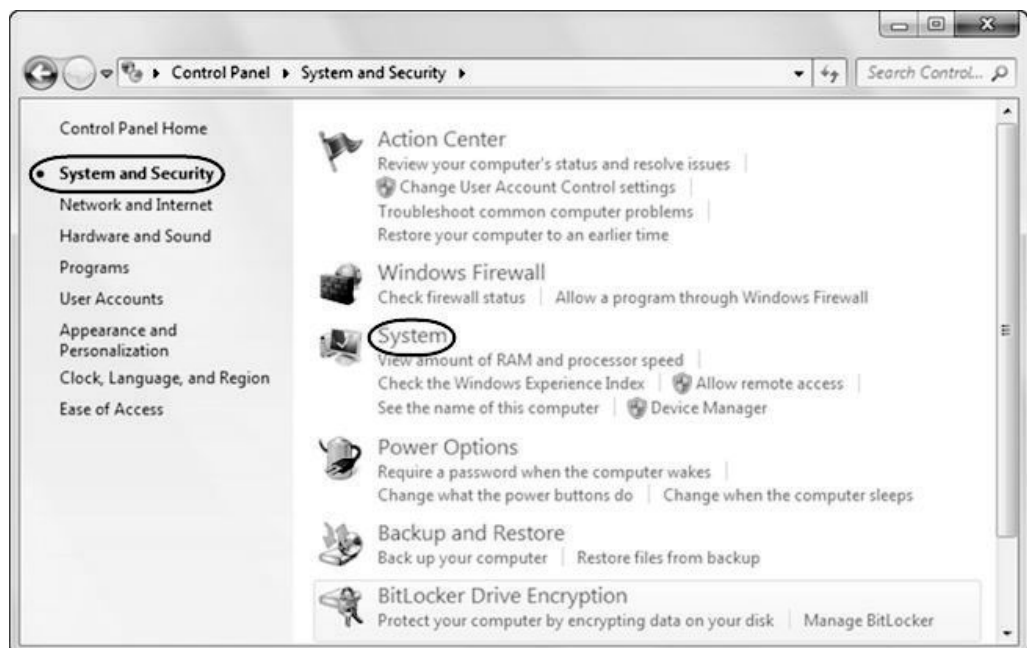 Control Panel ▸ System and Security ▸
Search Control...
Control Panel Home
System and Security
Network and Internet
Hardware and Sound
Programs
User Accounts
Appearance and
Personalization
Clock, Language, and Region
Ease of Access
Action Center
Review your computer's status and resolve issues
Change User Account Control settings
Troubleshoot common computer problems
Restore your computer to an earlier time
Windows Firewall
Check firewall status | Allow a program through Windows Firewall
System
View amount of RAM and processor speed
Check the Windows Experience Index | Allow remote access
See the name of this computer | Device Manager
Power Options
Require a password when the computer wakes
Change what the power buttons do | Change when the computer sleeps
Backup and Restore
Back up your computer | Restore files from backup
BitLocker Drive Encryption
Protect your computer by encrypting data on your disk | Manage BitLocker